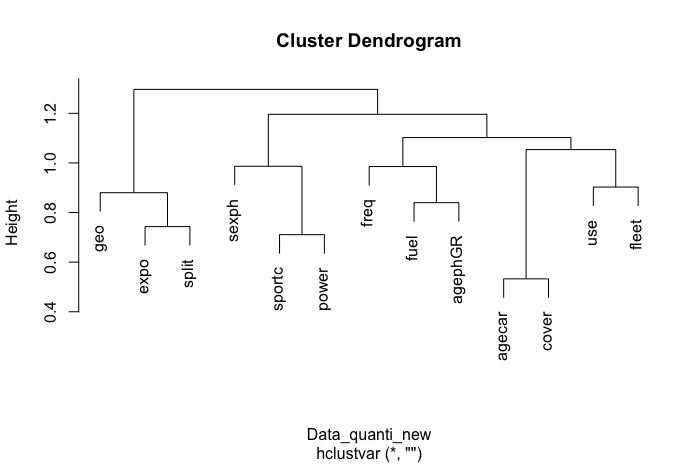 Cluster Dendrogram
Height
1.2
1.0
0.8
0.6
0.4
geo
expo
split
sexph
sportc
power
freq
fuel
agephGR
agecar
cover
use
fleet
Data_quanti_new
hclustvar (*, "")